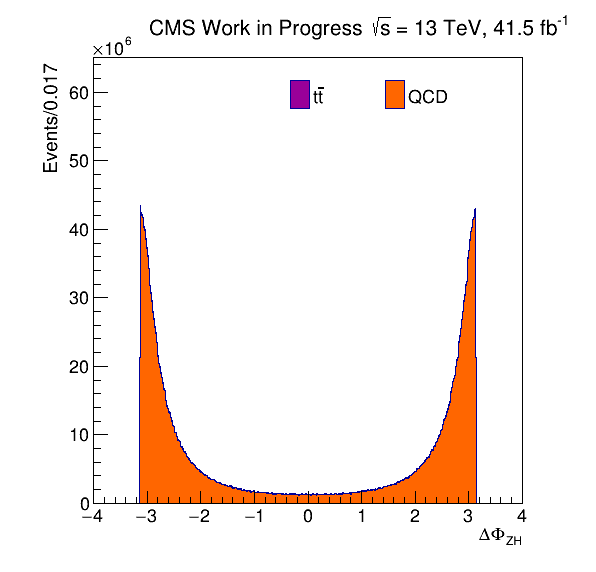 CMS Work in Progress √s = 13 TeV, 41.5 fb⁻¹
×10⁶
Events/0.017
tt̄ QCD
60
50
40
30
20
10
0
−4 −3 −2 −1 0 1 2 3 4
ΔΦ_ZH